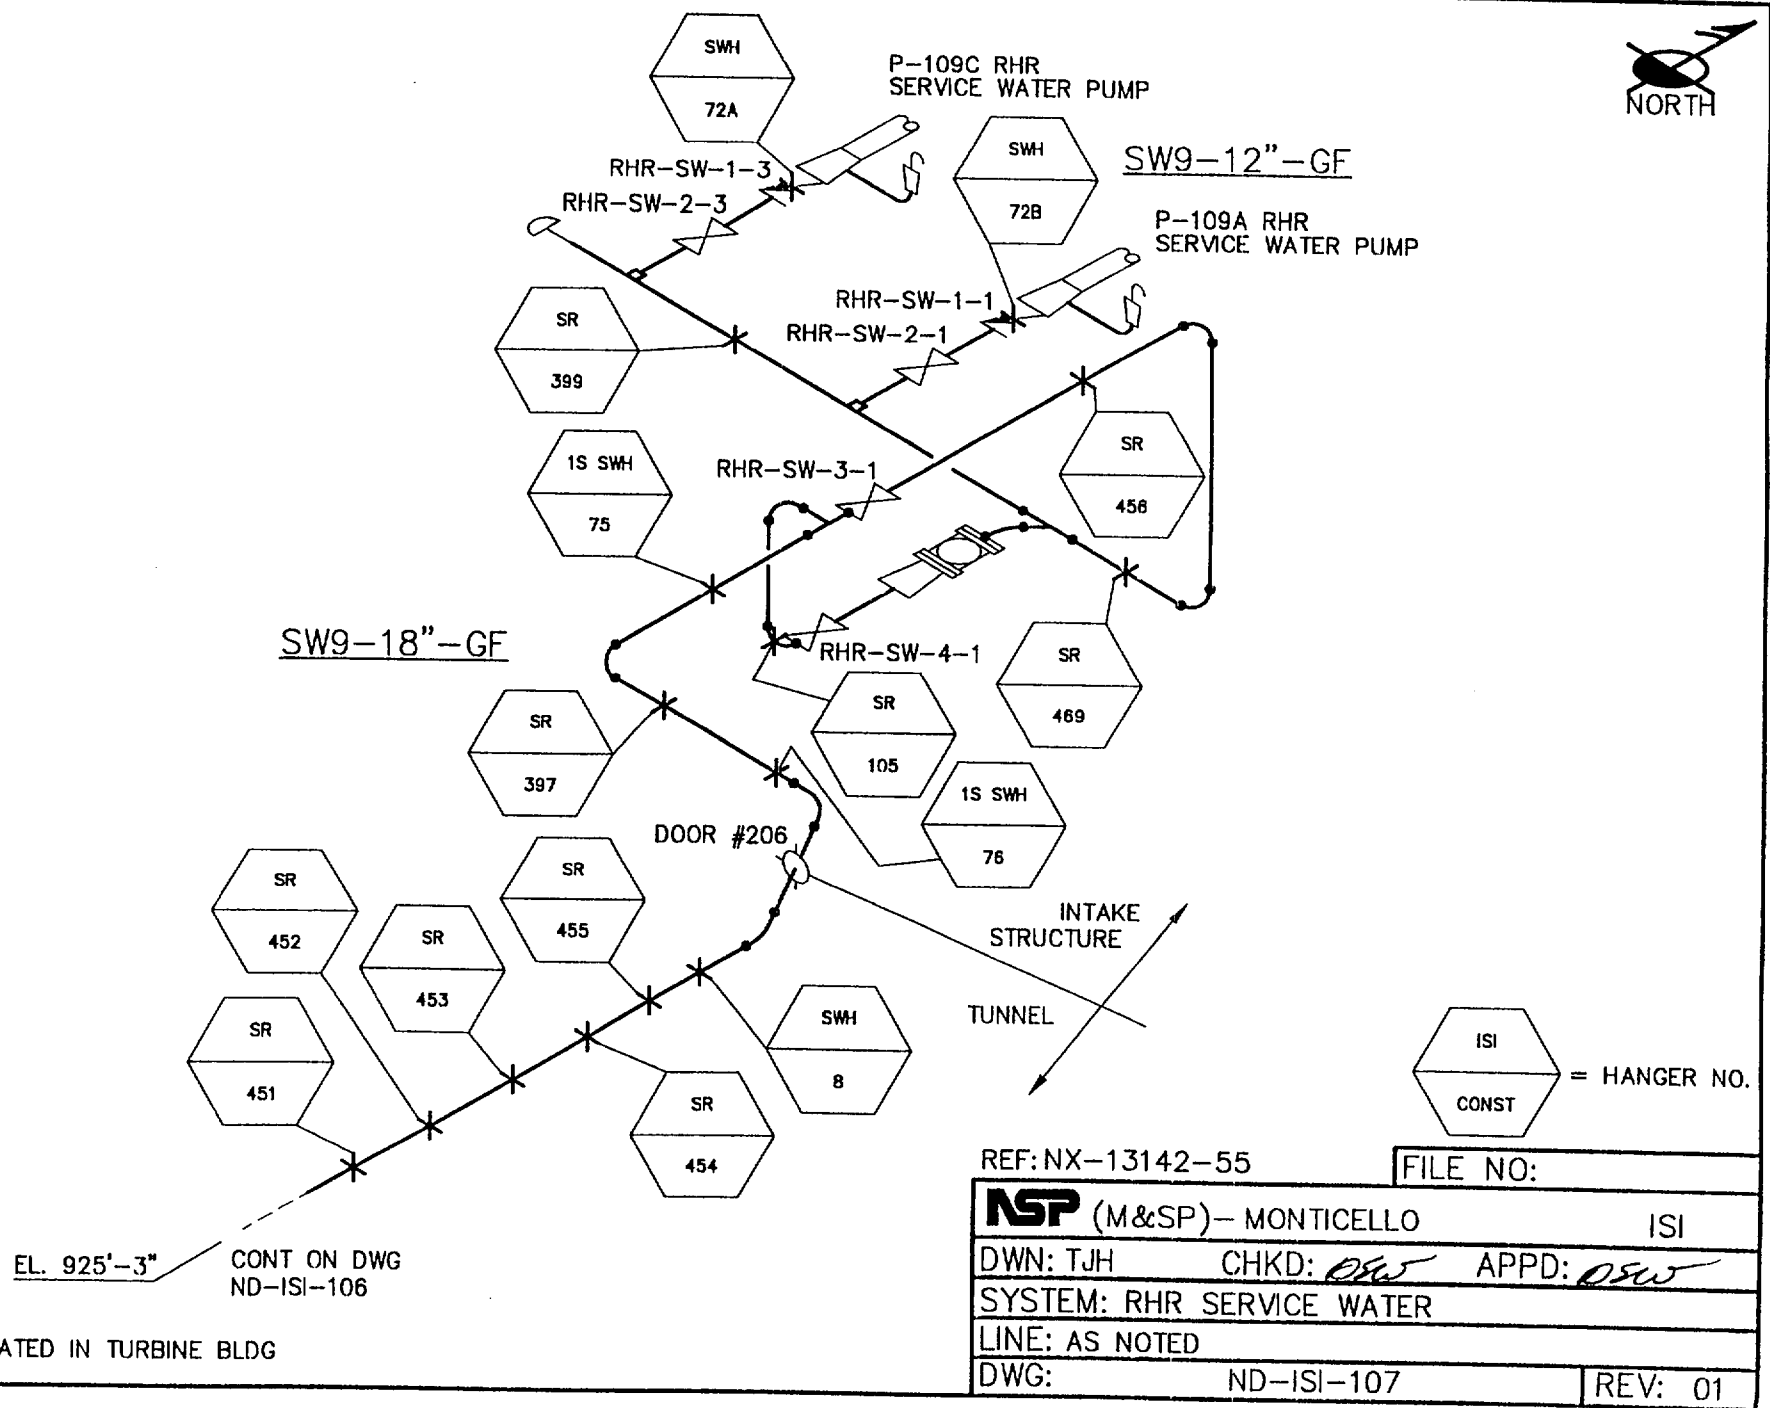 SWH
72A
P-109C RHR
SERVICE WATER PUMP
NORTH
SWH
72B
SW9-12"-GF
RHR-SW-1-3
RHR-SW-2-3
P-109A RHR
SERVICE WATER PUMP
SR
399
RHR-SW-1-1
RHR-SW-2-1
1S SWH
75
RHR-SW-3-1
SR
458
SW9-18"-GF
RHR-SW-4-1
SR
469
SR
397
SR
105
1S SWH
76
DOOR #206
SR
452
SR
455
SR
453
INTAKE
STRUCTURE
TUNNEL
SR
451
SWH
8
SR
454
ISI
CONST
= HANGER NO.
EL. 925'-3"
CONT ON DWG
ND-ISI-106
ATED IN TURBINE BLDG
REF: NX-13142-55
FILE NO:
NSP (M&SP)- MONTICELLO ISI
DWN: TJH CHKD: APPD:
SYSTEM: RHR SERVICE WATER
LINE: AS NOTED
DWG: ND-ISI-107 REV: 01